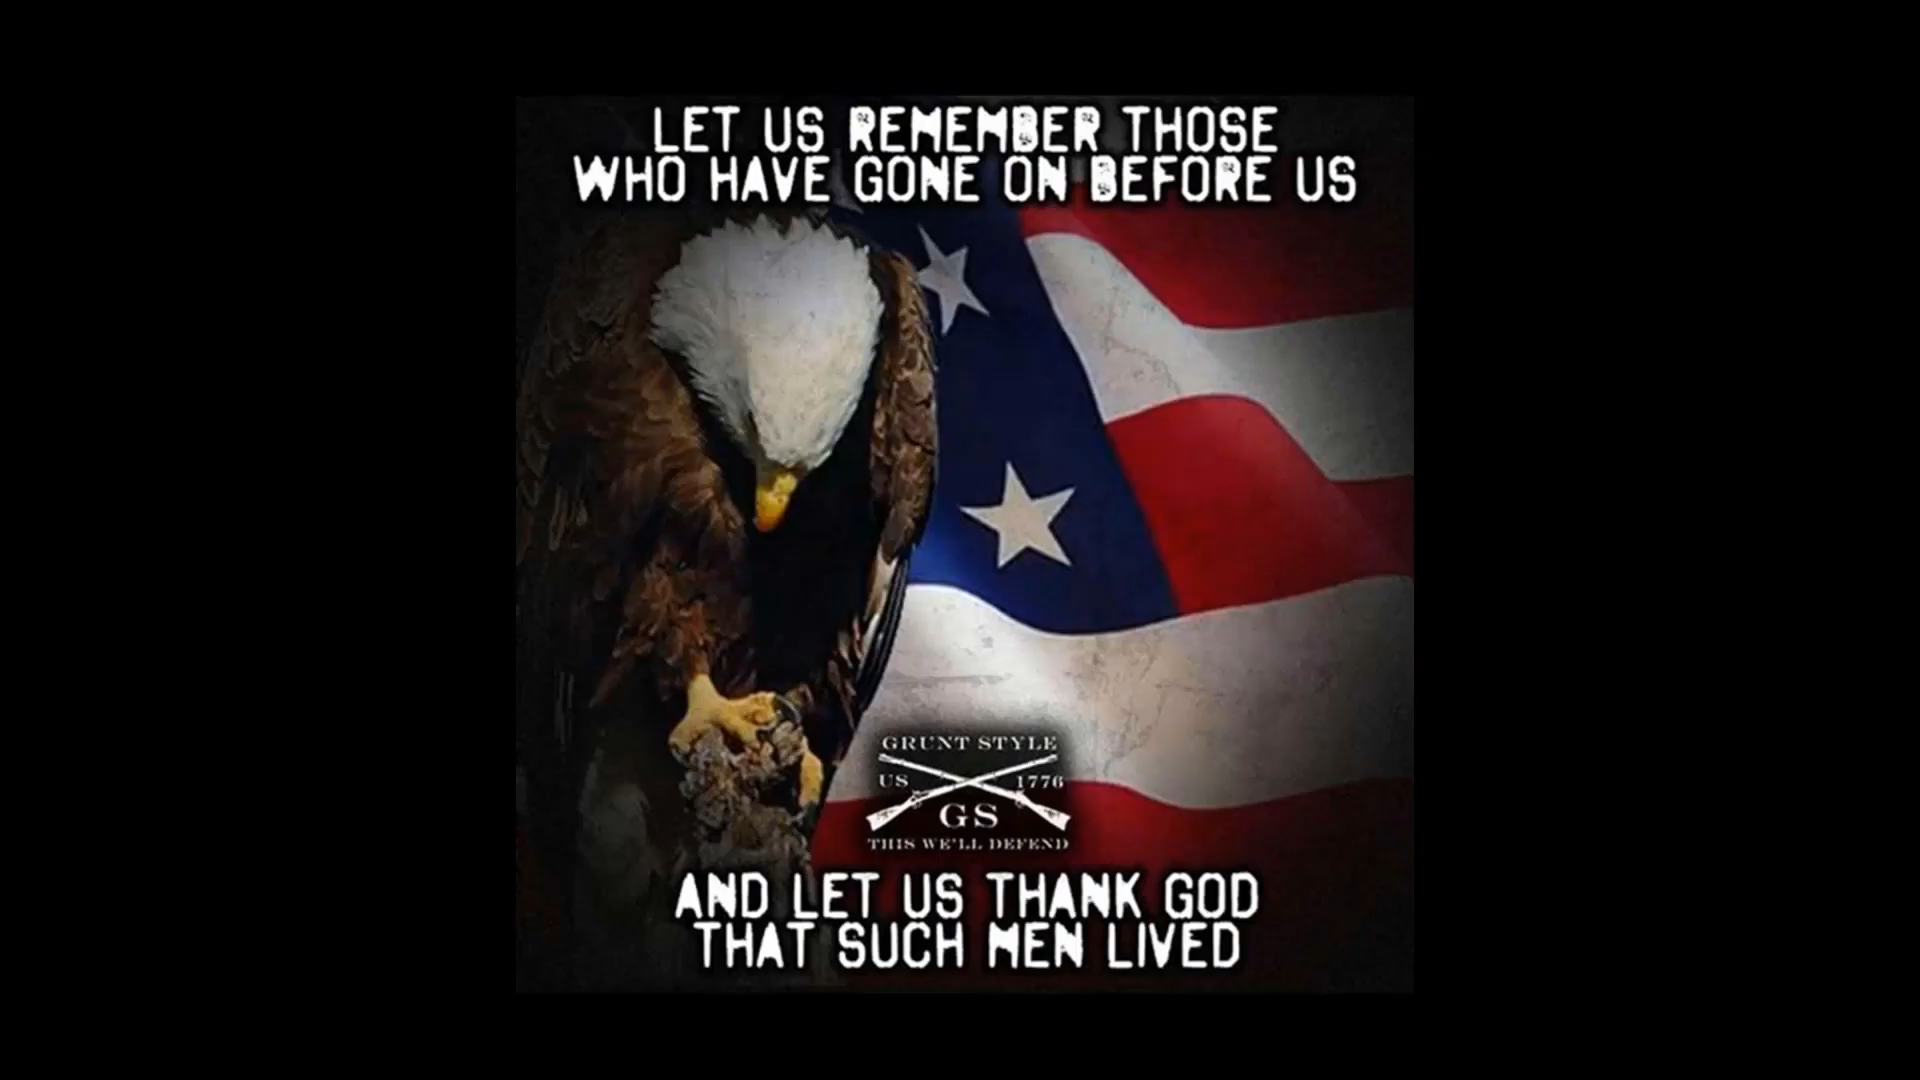 LET US REMEMBER THOSE
WHO HAVE GONE ON BEFORE US
GRUNT STYLE
US 1776
GS
THIS WE'LL DEFEND
AND LET US THANK GOD
THAT SUCH MEN LIVED